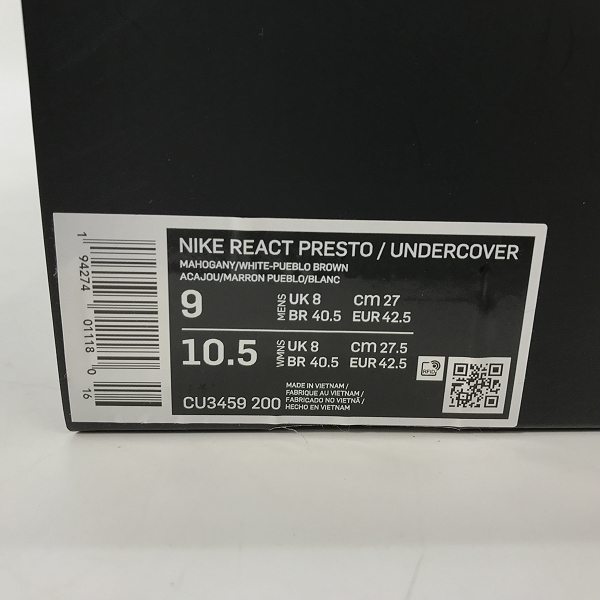 NIKE REACT PRESTO / UNDERCOVER
MAHOGANY/WHITE-PUEBLO BROWN
ACAJOU/MARRON PUEBLO/BLANC
9 MENS UK 8 cm 27
BR 40.5 EUR 42.5
10.5 WMNS UK 8 cm 27.5
BR 40.5 EUR 42.5
RFID
CU3459 200
MADE IN VIETNAM/
FABRIQUE AU VIETNAM/
FABRICADO NO VIETNÃ/
HECHO EN VIETNAM
1 94274 01118 0 16